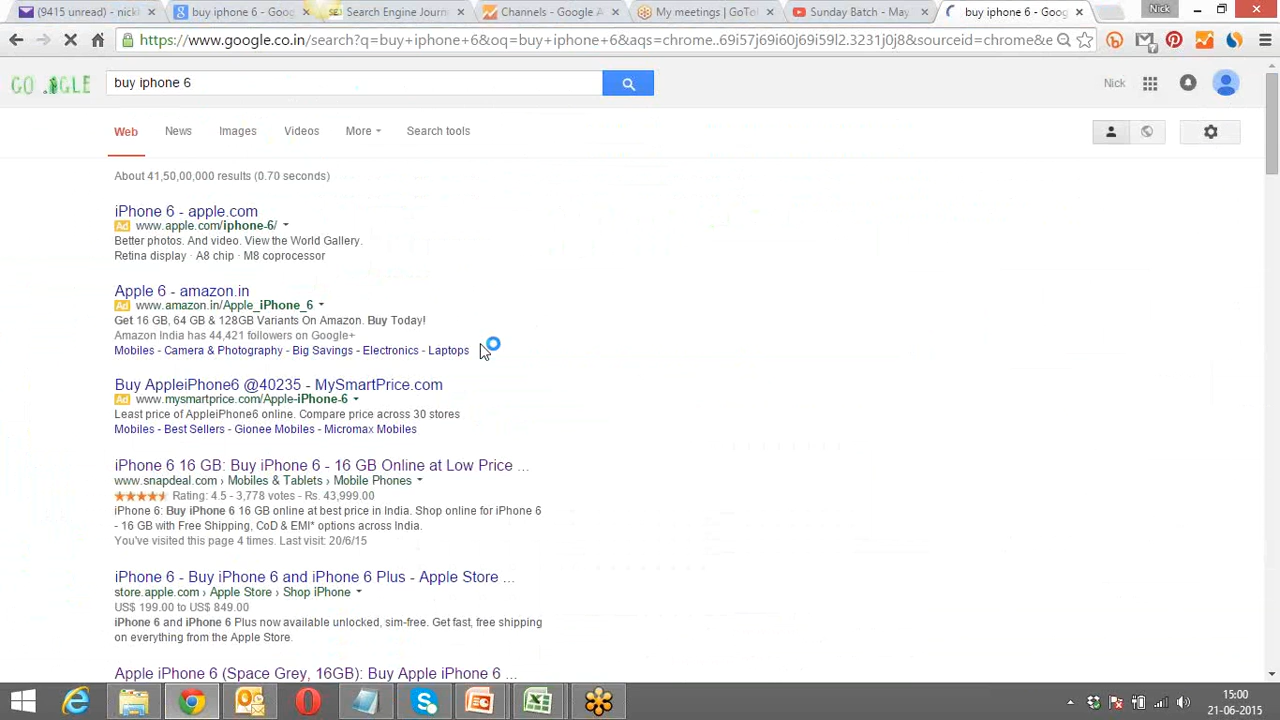 (9415 unread) - nickh
buy iphone 6 - Goog
Search Engine Journ
Channels - Google A
My meetings | GoTo
Sunday Batch - May
buy iphone 6 - Goog
Nick
https://www.google.co.in/search?q=buy+iphone+6&oq=buy+iphone+6&aqs=chrome..69i57j69i60j69i59l2.3231j0j8&sourceid=chrome&e
GO GLE
buy iphone 6
Nick
Web News Images Videos More Search tools
About 41,50,00,000 results (0.70 seconds)
iPhone 6 - apple.com
Ad www.apple.com/iphone-6/
Better photos. And video. View the World Gallery.
Retina display · A8 chip · M8 coprocessor
Apple 6 - amazon.in
Ad www.amazon.in/Apple_iPhone_6
Get 16 GB, 64 GB & 128GB Variants On Amazon. Buy Today!
Amazon India has 44,421 followers on Google+
Mobiles - Camera & Photography - Big Savings - Electronics - Laptops
Buy AppleiPhone6 @40235 - MySmartPrice.com
Ad www.mysmartprice.com/Apple-iPhone-6
Least price of AppleiPhone6 online. Compare price across 30 stores
Mobiles - Best Sellers - Gionee Mobiles - Micromax Mobiles
iPhone 6 16 GB: Buy iPhone 6 - 16 GB Online at Low Price ...
www.snapdeal.com › Mobiles & Tablets › Mobile Phones
Rating: 4.5 - 3,778 votes - Rs. 43,999.00
iPhone 6: Buy iPhone 6 16 GB online at best price in India. Shop online for iPhone 6
- 16 GB with Free Shipping, CoD & EMI* options across India.
You've visited this page 4 times. Last visit: 20/6/15
iPhone 6 - Buy iPhone 6 and iPhone 6 Plus - Apple Store ...
store.apple.com › Apple Store › Shop iPhone
US$ 199.00 to US$ 849.00
iPhone 6 and iPhone 6 Plus now available unlocked, sim-free. Get fast, free shipping
on everything from the Apple Store.
Apple iPhone 6 (Space Grey, 16GB): Buy Apple iPhone 6 ...
15:00
21-06-2015